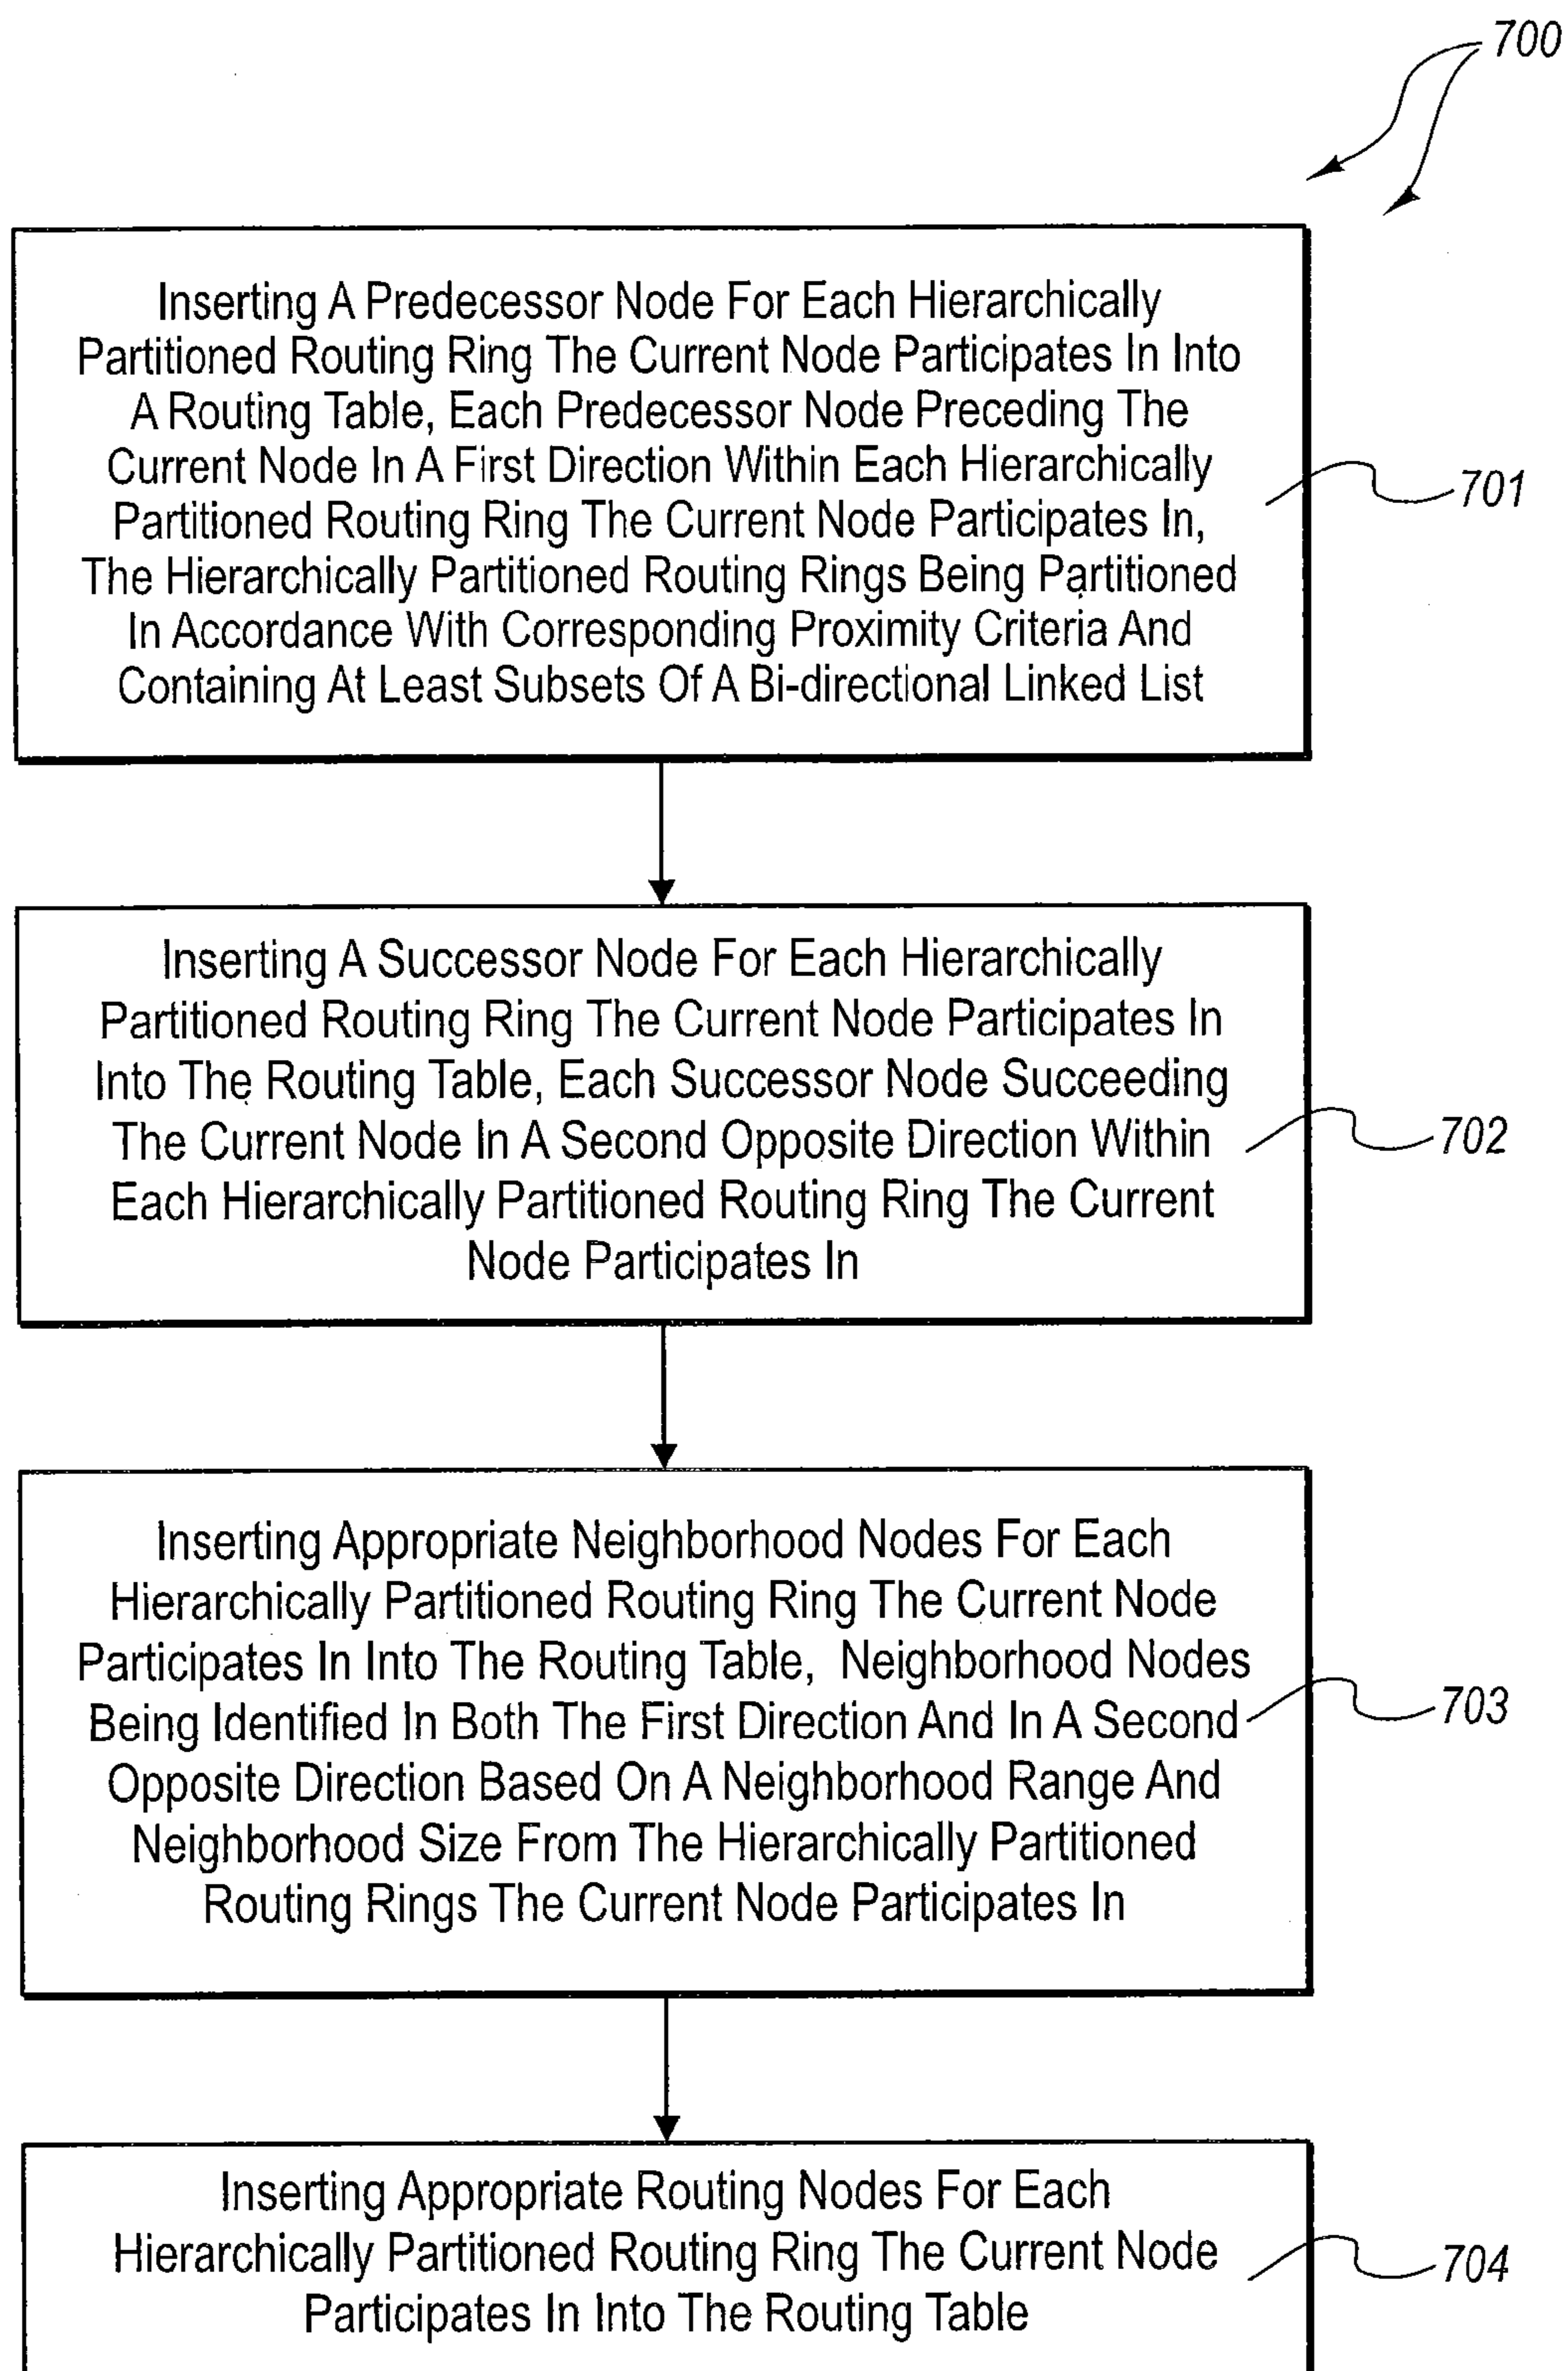 700
Inserting A Predecessor Node For Each Hierarchically
Partitioned Routing Ring The Current Node Participates In Into
A Routing Table, Each Predecessor Node Preceding The
Current Node In A First Direction Within Each Hierarchically
Partitioned Routing Ring The Current Node Participates In,
The Hierarchically Partitioned Routing Rings Being Partitioned
In Accordance With Corresponding Proximity Criteria And
Containing At Least Subsets Of A Bi-directional Linked List
701
Inserting A Successor Node For Each Hierarchically
Partitioned Routing Ring The Current Node Participates In
Into The Routing Table, Each Successor Node Succeeding
The Current Node In A Second Opposite Direction Within
Each Hierarchically Partitioned Routing Ring The Current
Node Participates In
702
Inserting Appropriate Neighborhood Nodes For Each
Hierarchically Partitioned Routing Ring The Current Node
Participates In Into The Routing Table, Neighborhood Nodes
Being Identified In Both The First Direction And In A Second
Opposite Direction Based On A Neighborhood Range And
Neighborhood Size From The Hierarchically Partitioned
Routing Rings The Current Node Participates In
703
Inserting Appropriate Routing Nodes For Each
Hierarchically Partitioned Routing Ring The Current Node
Participates In Into The Routing Table
704